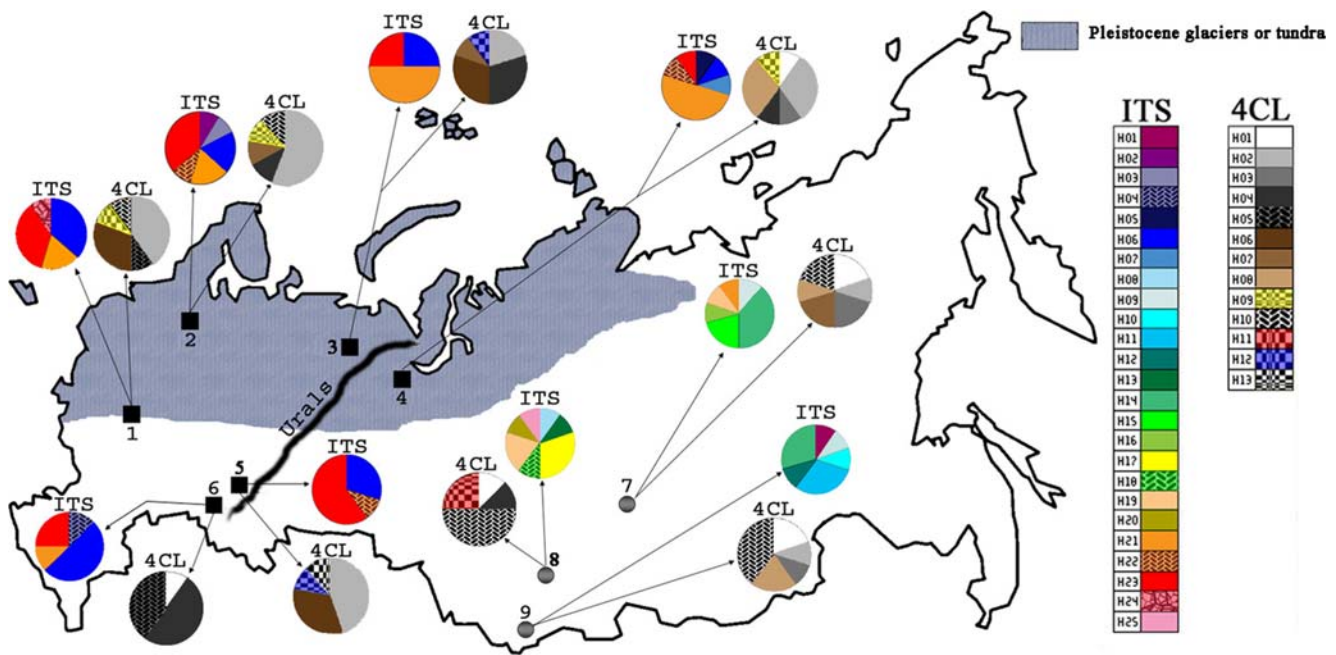 Pleistocene glaciers or tundra
ITS 4CL
ITS 4CL
ITS 4CL
ITS 4CL
ITS 4CL
H01 H01
H02 H02
H03 H03
H04 H04
H05 H05
H06 H06
H07 H07
H08 H08
H09 H09
H10 H10
H11 H11
H12 H12
H13 H13
H14
H15
H16
H17
H18
H19
H20
H21
H22
H23
H24
H25
1
2
3
4
Urals
ITS 4CL
7
ITS
4CL
8
ITS
4CL
9
5
ITS
4CL
6
ITS
4CL